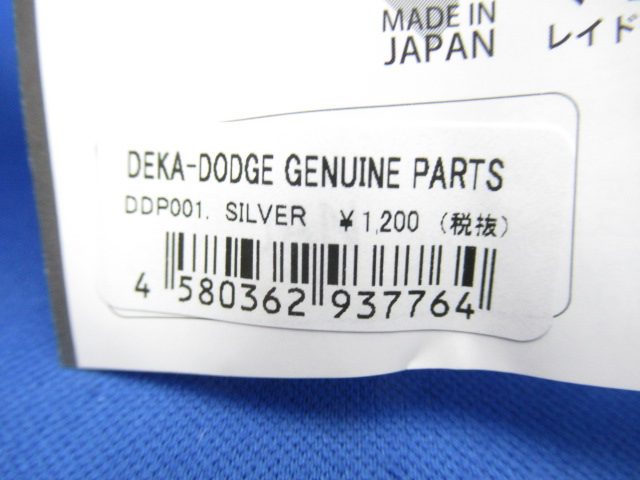 MADE IN
JAPAN
レイド
DEKA-DODGE GENUINE PARTS
DDP001. SILVER ￥1,200 (税抜)
4 580362 937764